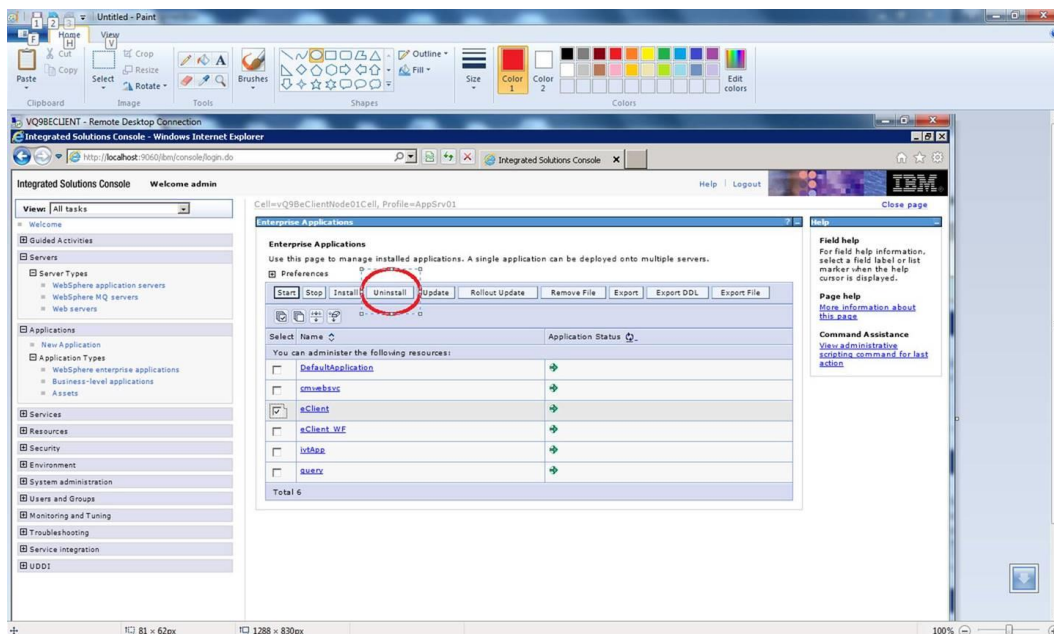 1 2 3 Untitled - Paint
F Home View
H V
Paste
Cut
Copy
Clipboard
Select
Crop
Resize
Rotate
Image
A
Tools
Brushes
Outline
Fill
Shapes
Size
Color 1
Color 2
Edit colors
Colors
VQ9BECLIENT - Remote Desktop Connection
Integrated Solutions Console - Windows Internet Explorer
http://localhost:9060/ibm/console/login.do
Integrated Solutions Console X
Integrated Solutions Console Welcome admin
Help Logout
IBM.
View: All tasks
Welcome
Guided Activities
Servers
Server Types
WebSphere application servers
WebSphere MQ servers
Web servers
Applications
New Application
Application Types
WebSphere enterprise applications
Business-level applications
Assets
Services
Resources
Security
Environment
System administration
Users and Groups
Monitoring and Tuning
Troubleshooting
Service integration
UDDI
Cell=vQ9BeClientNode01Cell, Profile=AppSrv01
Close page
Enterprise Applications ? -
Enterprise Applications
Use this page to manage installed applications. A single application can be deployed onto multiple servers.
Preferences
Start Stop Install Uninstall Update Rollout Update Remove File Export Export DDL Export File
Select Name Application Status
You can administer the following resources:
DefaultApplication
cmwebsvc
eClient
eClient_WF
ivtApp
query
Total 6
Help
Field help
For field help information,
select a field label or list
marker when the help
cursor is displayed.
Page help
More information about
this page
Command Assistance
View administrative
scripting command for last
action
81 × 62px 1288 × 830px 100%